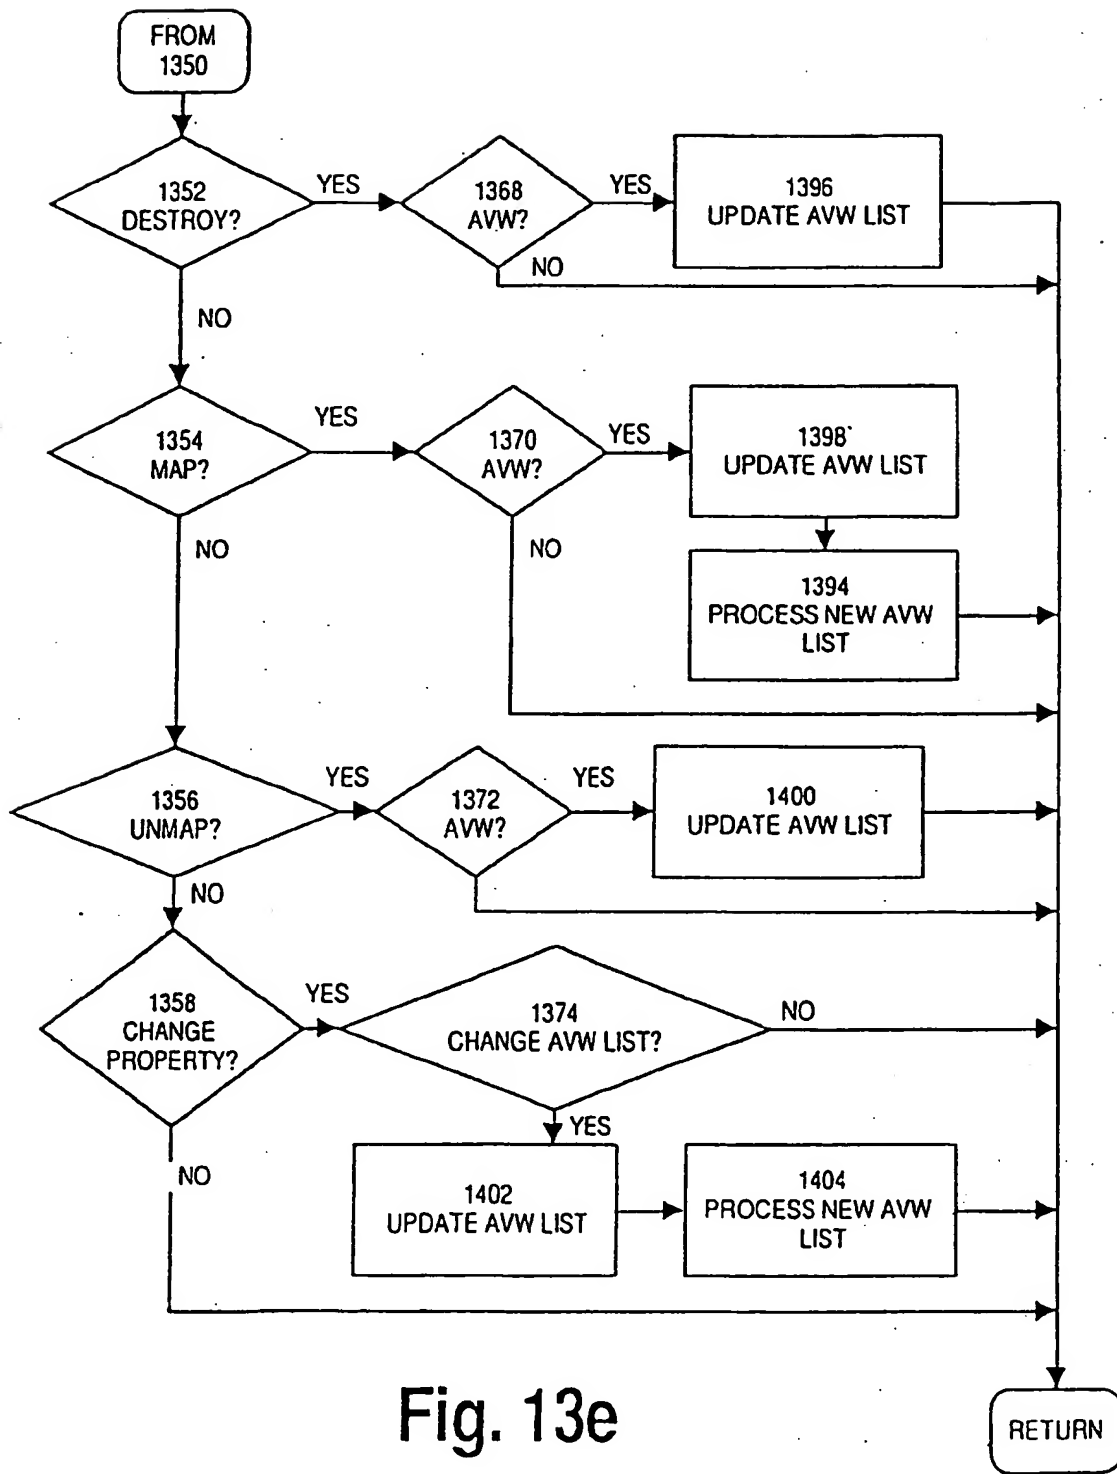 FROM
1350
1352
DESTROY?
YES
1368
AVW?
YES
1396
UPDATE AVW LIST
NO
NO
1354
MAP?
YES
1370
AVW?
YES
1398
UPDATE AVW LIST
NO
NO
1394
PROCESS NEW AVW
LIST
1356
UNMAP?
YES
1372
AVW?
YES
1400
UPDATE AVW LIST
NO
1358
CHANGE
PROPERTY?
YES
1374
CHANGE AVW LIST?
NO
YES
NO
1402
UPDATE AVW LIST
1404
PROCESS NEW AVW
LIST
Fig. 13e
RETURN